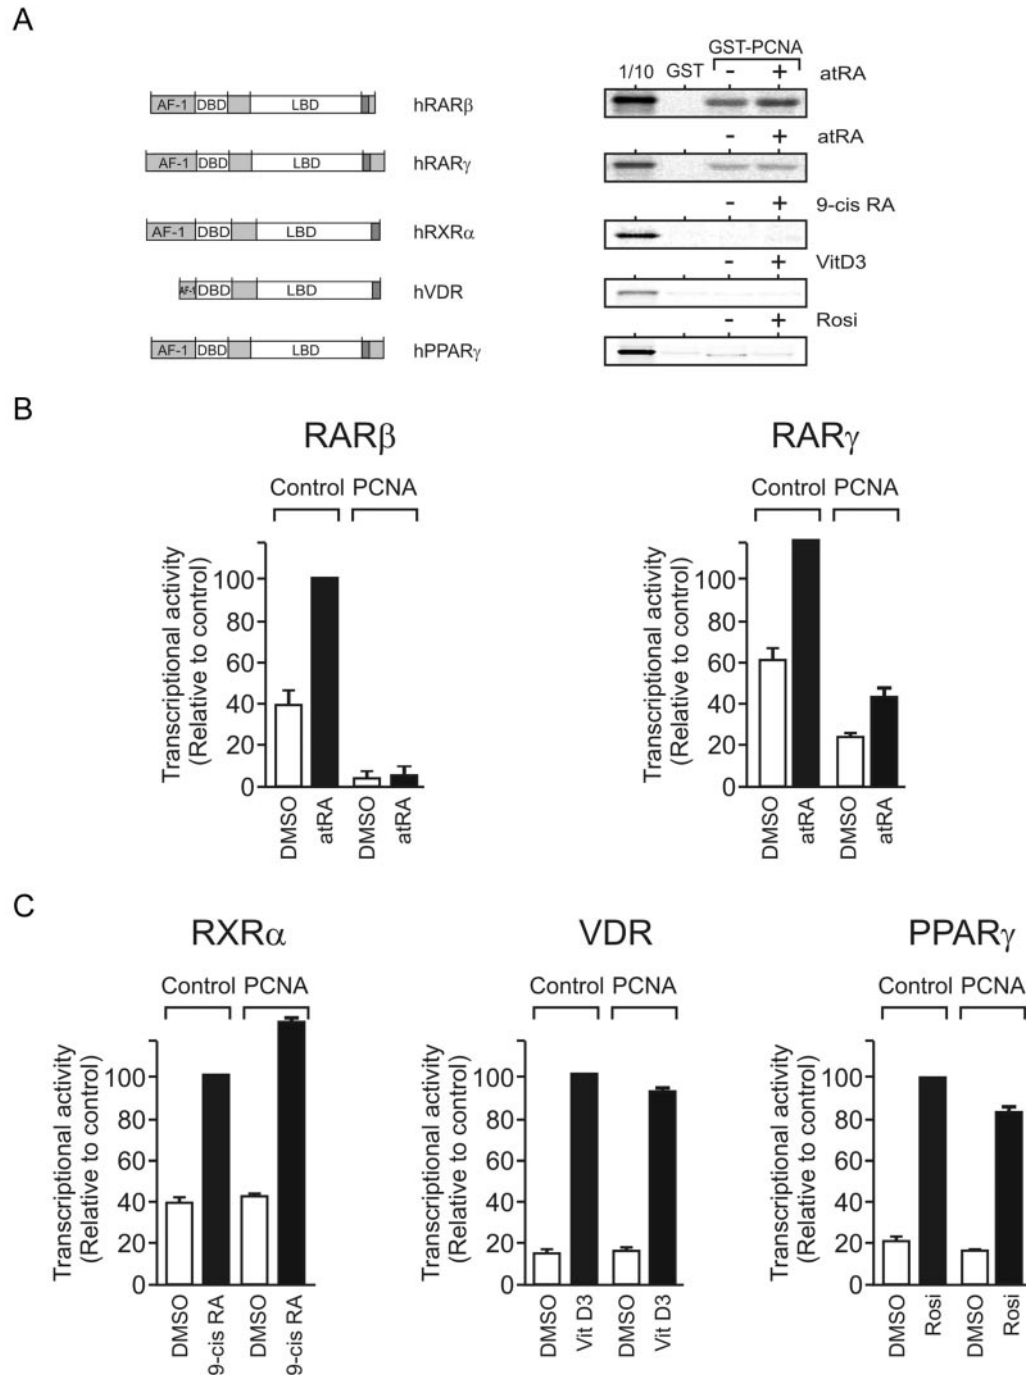 A
GST-PCNA
1/10 GST - + atRA
AF-1 DBD LBD hRARβ
- + atRA
AF-1 DBD LBD hRARγ
- + 9-cis RA
AF-1 DBD LBD hRXRα
- + VitD3
AF-1 DBD LBD hVDR
- + Rosi
AF-1 DBD LBD hPPARγ
B
RARβ
Control PCNA
Transcriptional activity
(Relative to control)
100
80
60
40
20
0
DMSO
atRA
DMSO
atRA
RARγ
Control PCNA
Transcriptional activity
(Relative to control)
100
80
60
40
20
0
DMSO
atRA
DMSO
atRA
C
RXRα
Control PCNA
Transcriptional activity
(Relative to control)
100
80
60
40
20
0
DMSO
9-cis RA
DMSO
9-cis RA
VDR
Control PCNA
Transcriptional activity
(Relative to control)
100
80
60
40
20
0
DMSO
Vit D3
DMSO
Vit D3
PPARγ
Control PCNA
Transcriptional activity
(Relative to control)
100
80
60
40
20
0
DMSO
Rosi
DMSO
Rosi